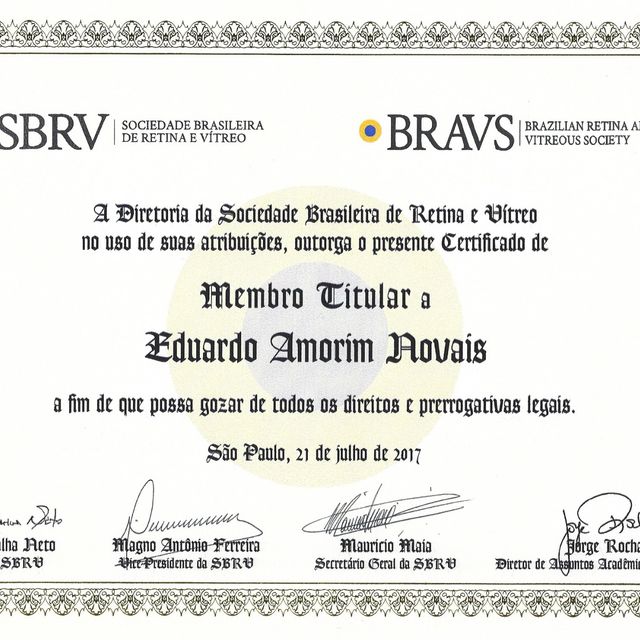 SBRV SOCIEDADE BRASILEIRA
DE RETINA E VÍTREO
BRAVS BRAZILIAN RETINA
VITREOUS SOCIETY
A Diretoria da Sociedade Brasileira de Retina e Vítreo
no uso de suas atribuições, outorga o presente Certificado de
Membro Titular a
Eduardo Amorim Novais
a fim de que possa gozar de todos os direitos e prerrogativas legais.
São Paulo, 21 de julho de 2017
Neto
SBRV
Magno Antônio Ferreira
Vice-Presidente da SBRV
Mauricio Maia
Secretário Geral da SBRV
Jorge Rocha
Diretor de Assuntos